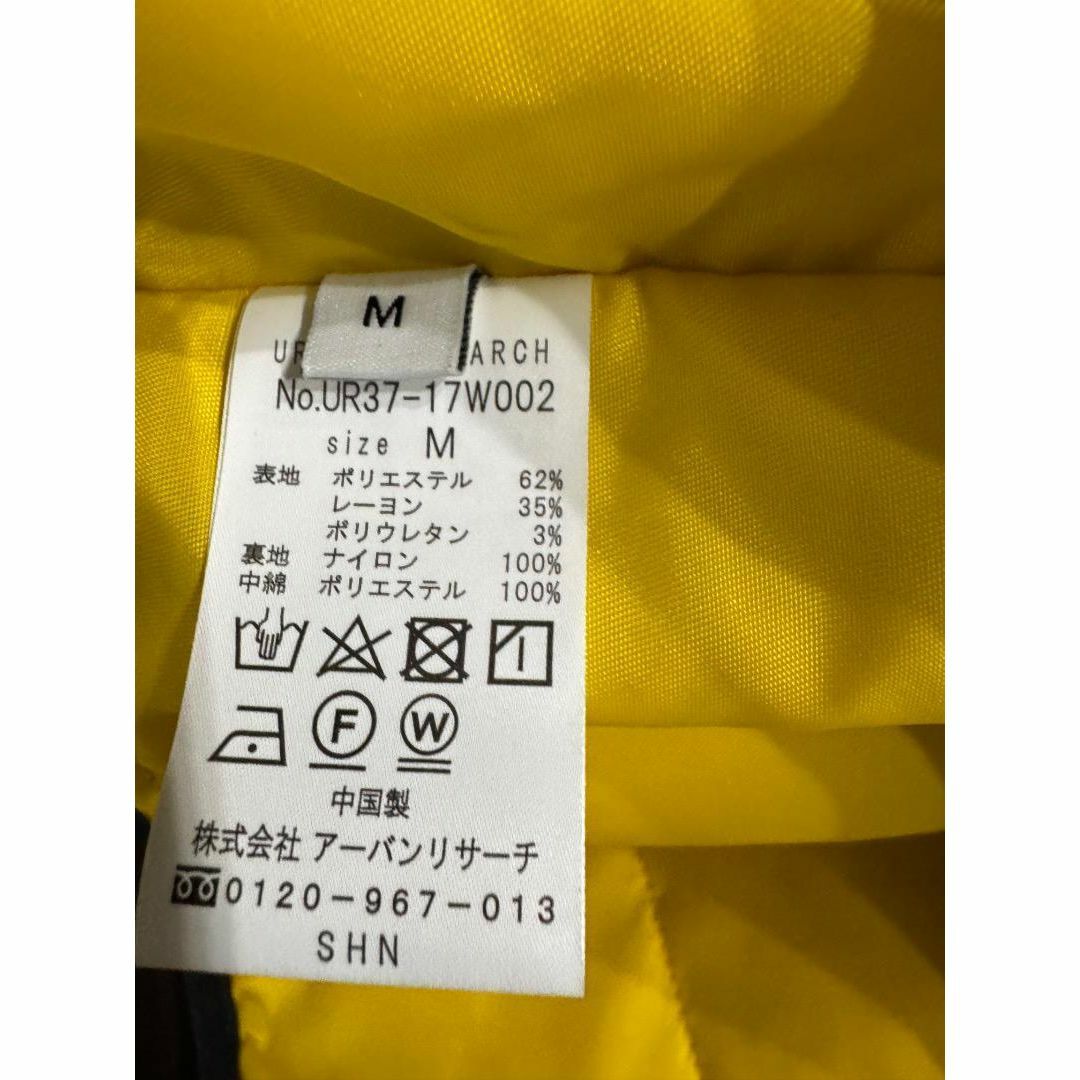 M
UR ARCH
No.UR37-17W002
size M
表地 ポリエステル 62%
レーヨン 35%
ポリウレタン 3%
裏地 ナイロン 100%
中綿 ポリエステル 100%
F W
中国製
株式会社 アーバンリサーチ
0120-967-013
SHN